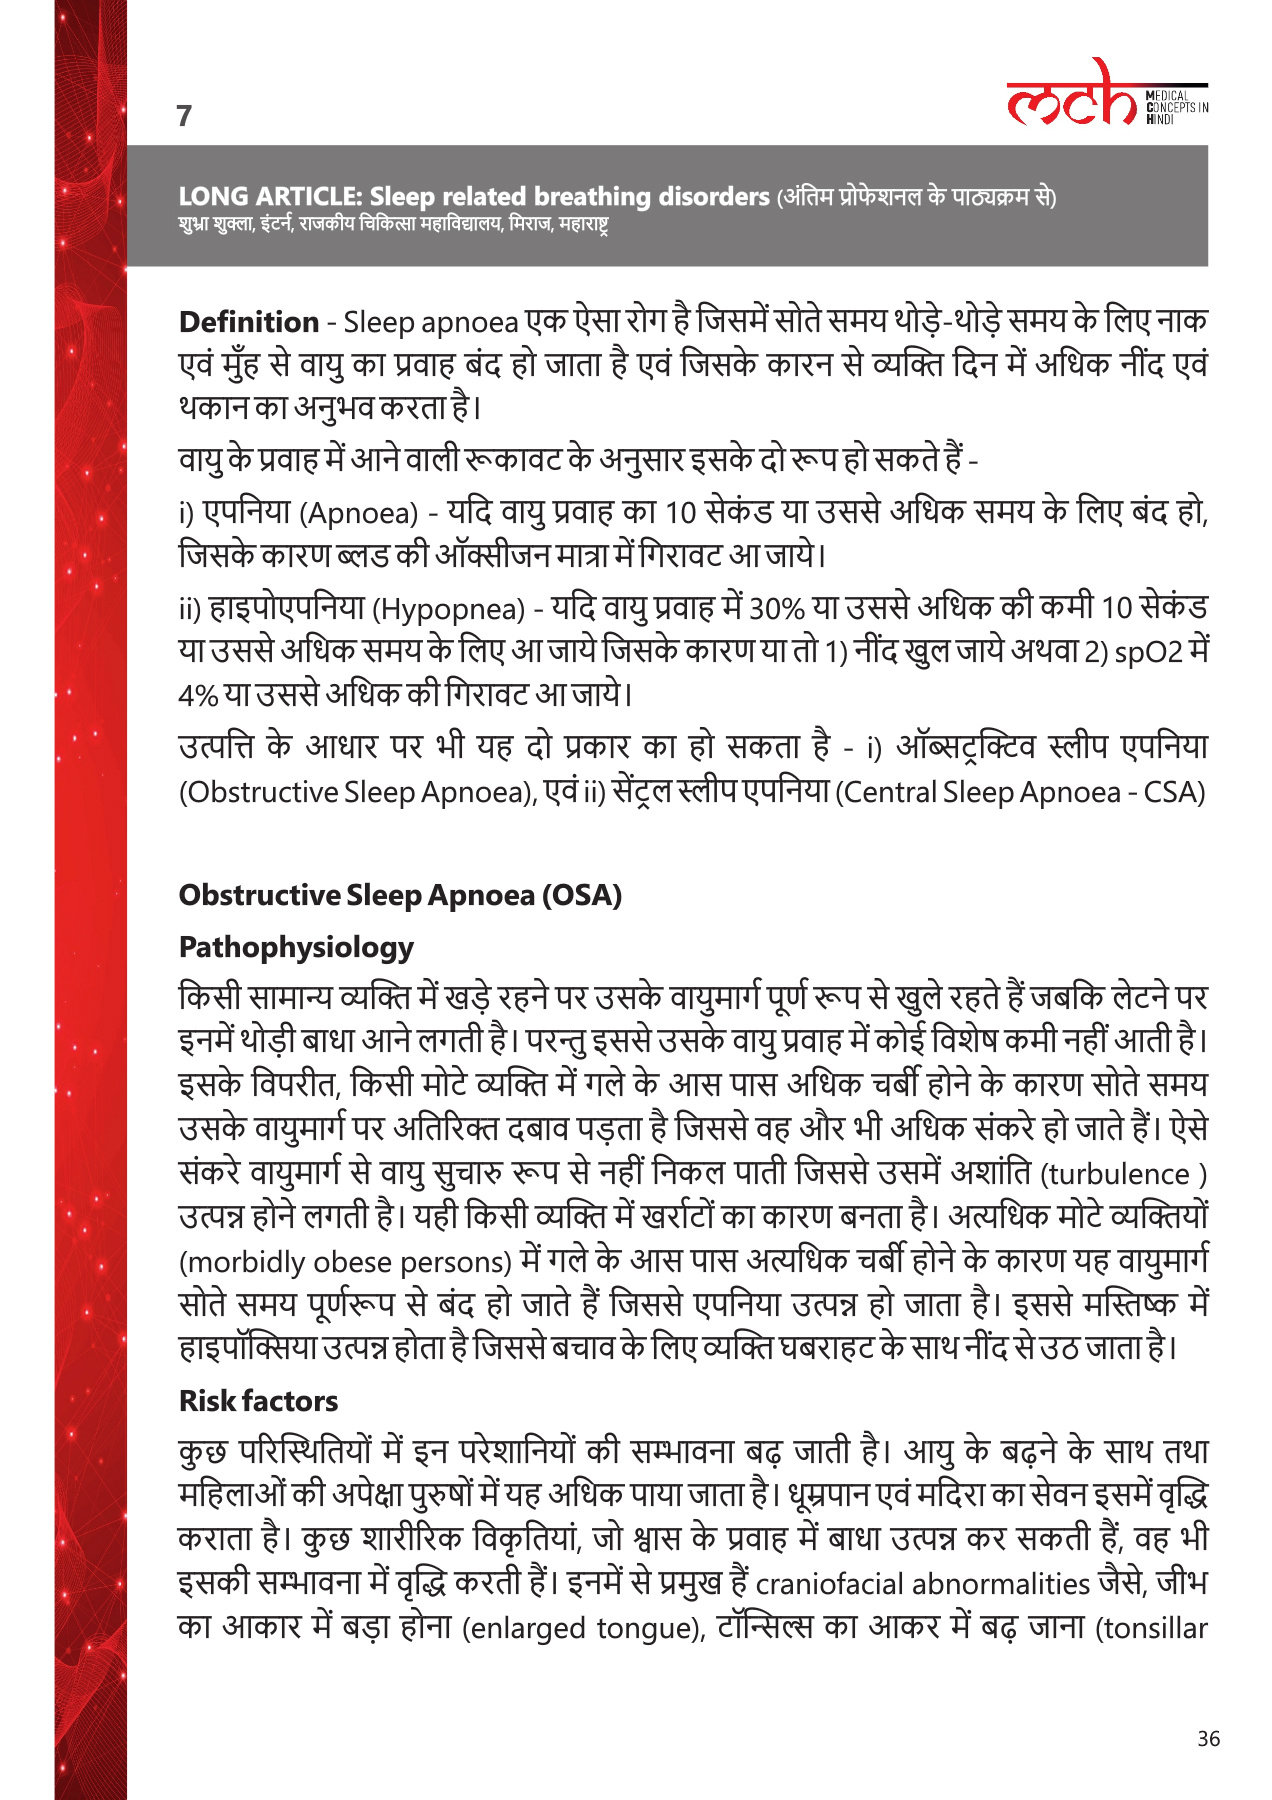 7
mch MEDICAL CONCEPTS IN HINDI
LONG ARTICLE: Sleep related breathing disorders (अंतिम प्रोफेशनल के पाठ्यक्रम से)
शुभ्रा शुक्ला, इंटर्न, राजकीय चिकित्सा महाविद्यालय, मिराज, महाराष्ट्र
Definition - Sleep apnoea एक ऐसा रोग है जिसमें सोते समय थोड़े-थोड़े समय के लिए नाक
एवं मुँह से वायु का प्रवाह बंद हो जाता है एवं जिसके कारन से व्यक्ति दिन में अधिक नींद एवं
थकान का अनुभव करता है।
वायु के प्रवाह में आने वाली रूकावट के अनुसार इसके दो रूप हो सकते हैं -
i) एपनिया (Apnoea) - यदि वायु प्रवाह का 10 सेकंड या उससे अधिक समय के लिए बंद हो,
जिसके कारण ब्लड की ऑक्सीजन मात्रा में गिरावट आ जाये।
ii) हाइपोएपनिया (Hypopnea) - यदि वायु प्रवाह में 30% या उससे अधिक की कमी 10 सेकंड
या उससे अधिक समय के लिए आ जाये जिसके कारण या तो 1) नींद खुल जाये अथवा 2) spO2 में
4% या उससे अधिक की गिरावट आ जाये।
उत्पत्ति के आधार पर भी यह दो प्रकार का हो सकता है - i) ऑब्सट्रक्टिव स्लीप एपनिया
(Obstructive Sleep Apnoea), एवं ii) सेंट्रल स्लीप एपनिया (Central Sleep Apnoea - CSA)
Obstructive Sleep Apnoea (OSA)
Pathophysiology
किसी सामान्य व्यक्ति में खड़े रहने पर उसके वायुमार्ग पूर्ण रूप से खुले रहते हैं जबकि लेटने पर
इनमें थोड़ी बाधा आने लगती है। परन्तु इससे उसके वायु प्रवाह में कोई विशेष कमी नहीं आती है।
इसके विपरीत, किसी मोटे व्यक्ति में गले के आस पास अधिक चर्बी होने के कारण सोते समय
उसके वायुमार्ग पर अतिरिक्त दबाव पड़ता है जिससे वह और भी अधिक संकरे हो जाते हैं। ऐसे
संकरे वायुमार्ग से वायु सुचारु रूप से नहीं निकल पाती जिससे उसमें अशांति (turbulence )
उत्पन्न होने लगती है। यही किसी व्यक्ति में खर्राटों का कारण बनता है। अत्यधिक मोटे व्यक्तियों
(morbidly obese persons) में गले के आस पास अत्यधिक चर्बी होने के कारण यह वायुमार्ग
सोते समय पूर्णरूप से बंद हो जाते हैं जिससे एपनिया उत्पन्न हो जाता है। इससे मस्तिष्क में
हाइपॉक्सिया उत्पन्न होता है जिससे बचाव के लिए व्यक्ति घबराहट के साथ नींद से उठ जाता है।
Risk factors
कुछ परिस्थितियों में इन परेशानियों की सम्भावना बढ़ जाती है। आयु के बढ़ने के साथ तथा
महिलाओं की अपेक्षा पुरुषों में यह अधिक पाया जाता है। धूम्रपान एवं मदिरा का सेवन इसमें वृद्धि
कराता है। कुछ शारीरिक विकृतियां, जो श्वास के प्रवाह में बाधा उत्पन्न कर सकती हैं, वह भी
इसकी सम्भावना में वृद्धि करती हैं। इनमें से प्रमुख हैं craniofacial abnormalities जैसे, जीभ
का आकार में बड़ा होना (enlarged tongue), टॉन्सिल्स का आकर में बढ़ जाना (tonsillar
36